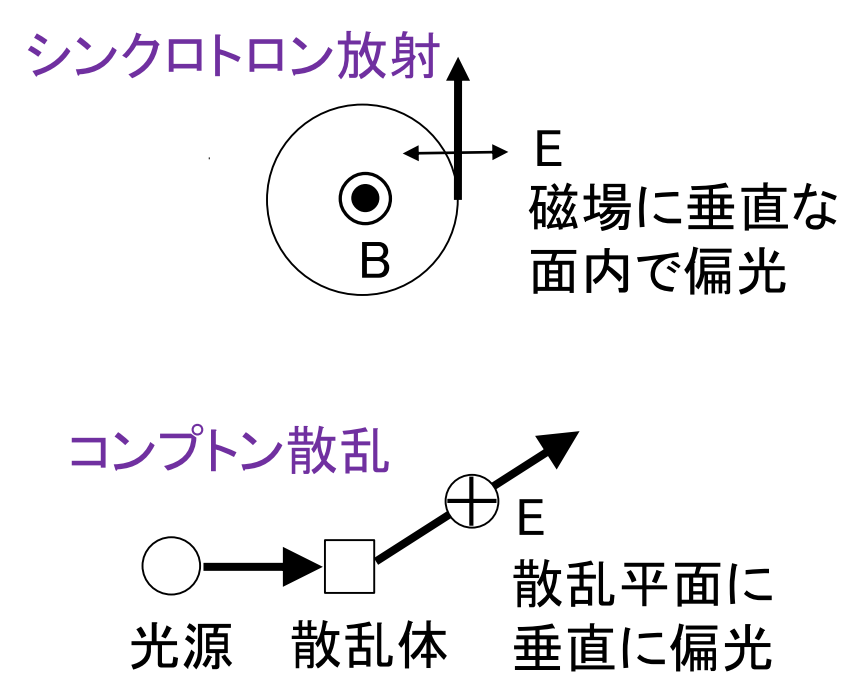 シンクロトロン放射
E
磁場に垂直な
面内で偏光
B
コンプトン散乱
E
散乱平面に
垂直に偏光
光源
散乱体